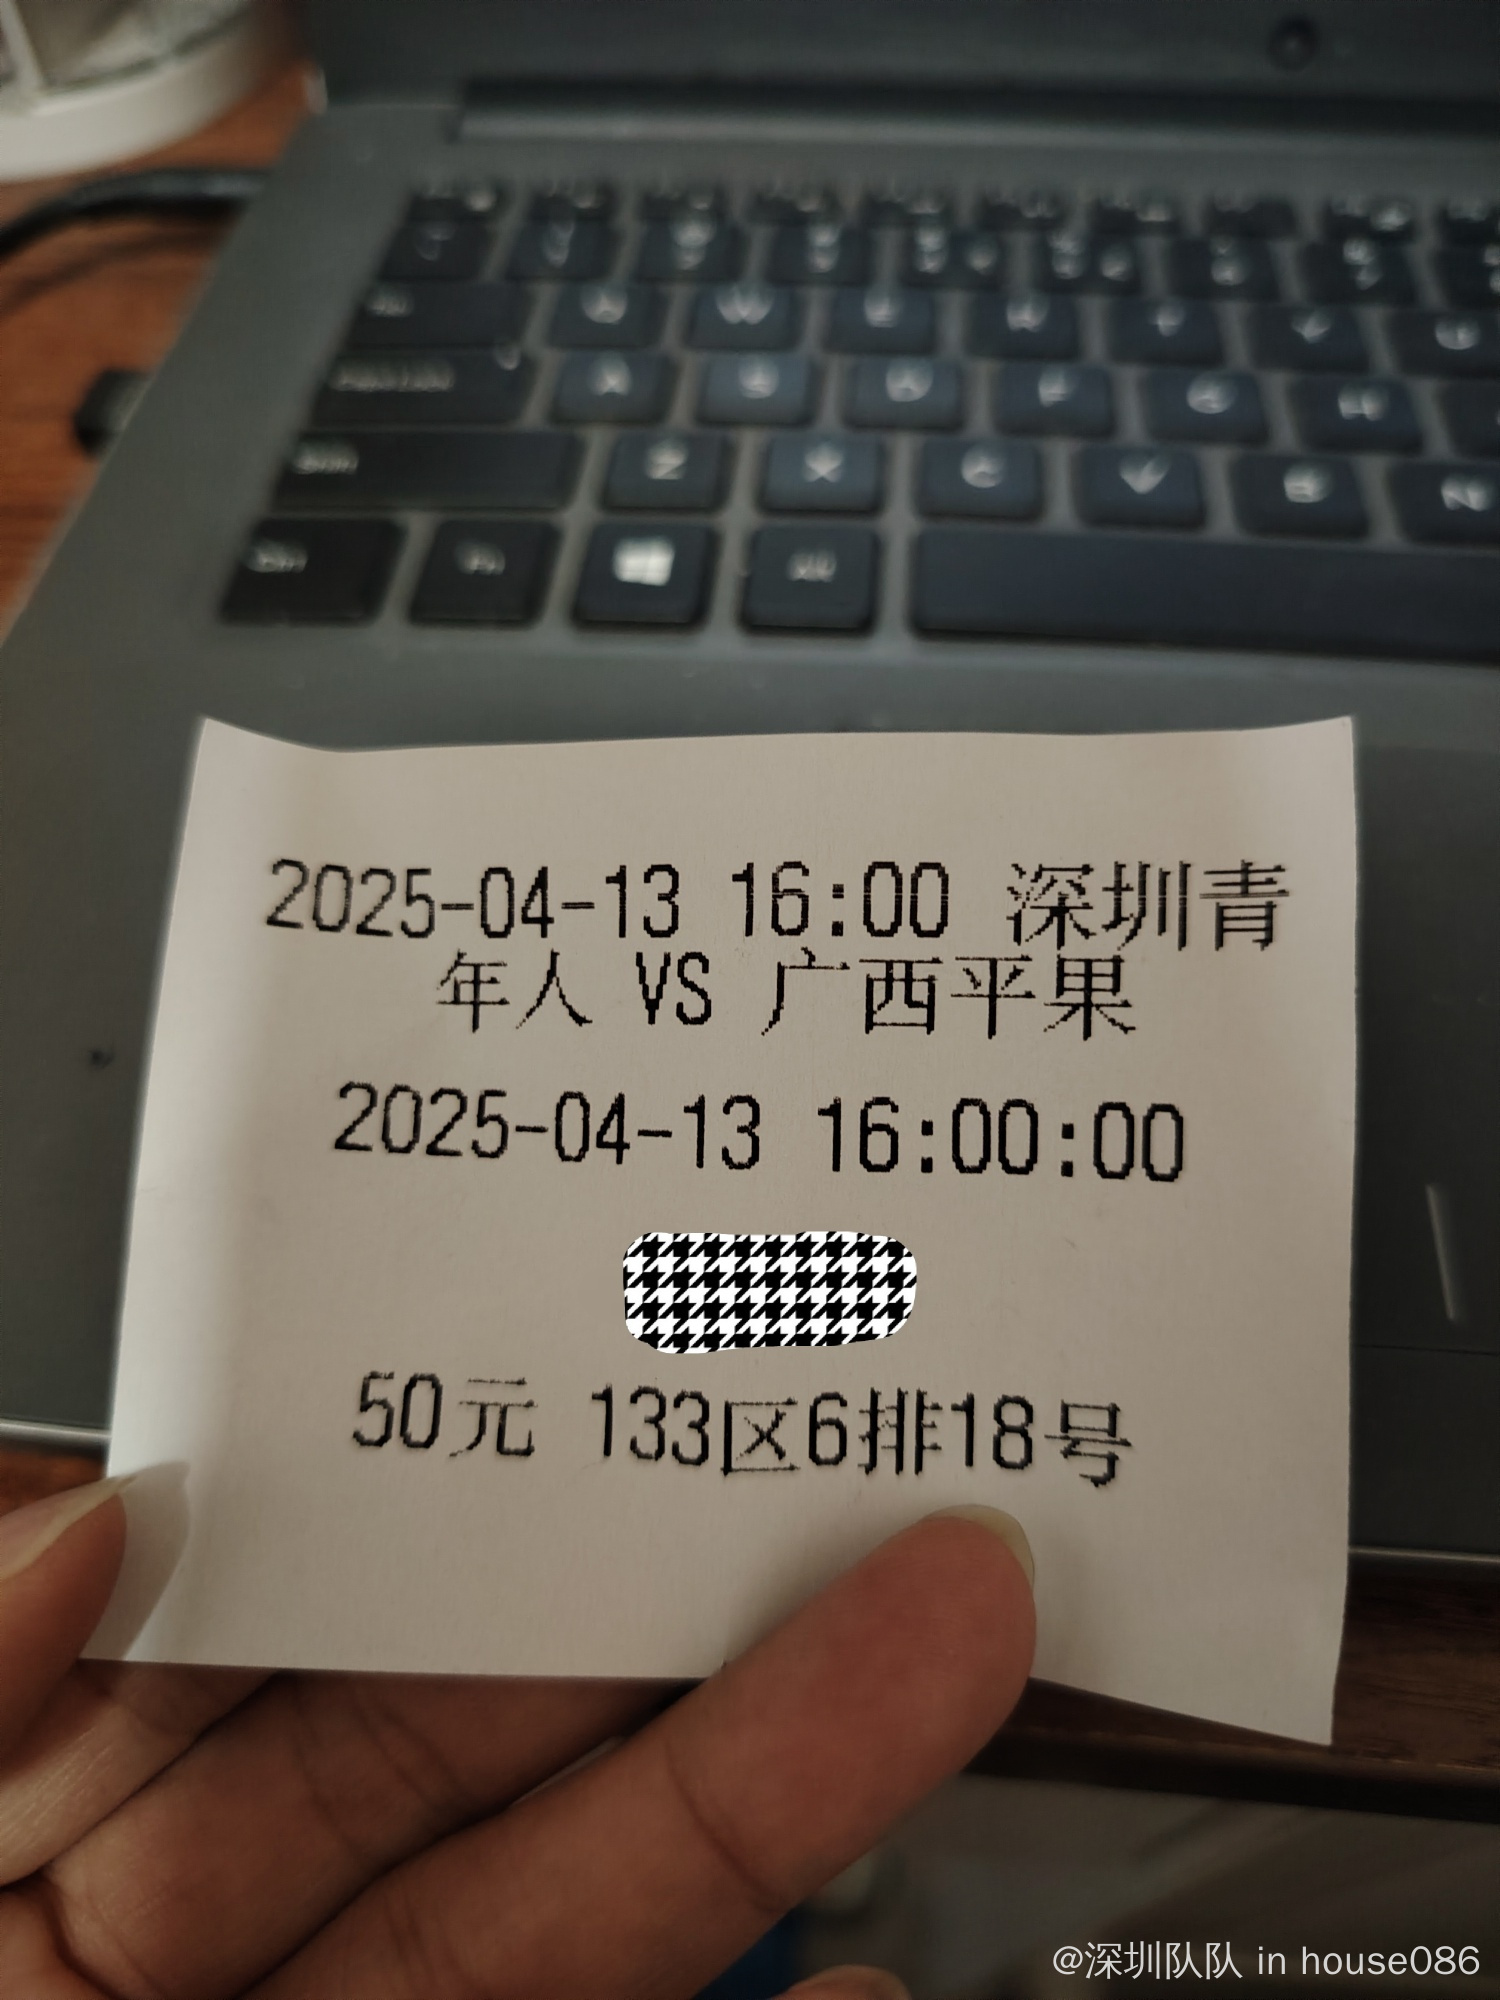 W E R T Y U
A S D F G H
Z X C V B N
2025-04-13 16:00 深圳青
年人 VS 广西平果
2025-04-13 16:00:00
50元 133区6排18号
@深圳队队 in house086